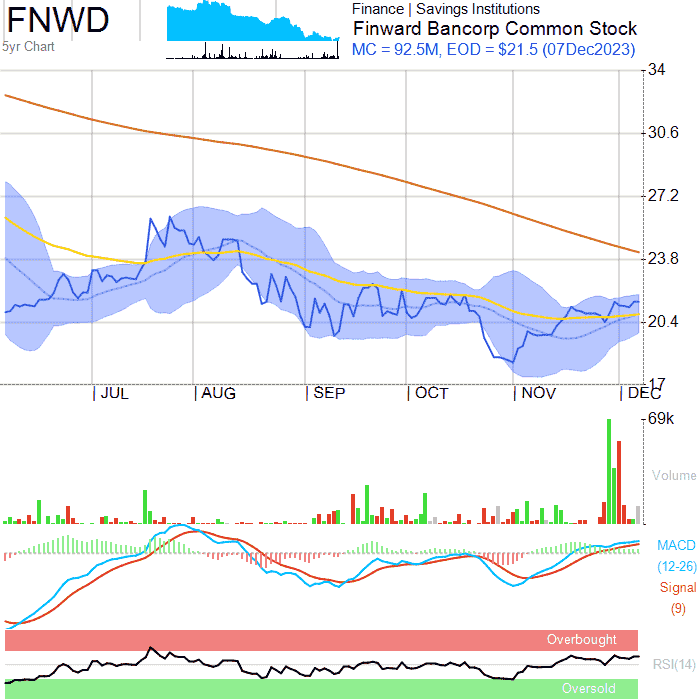 FNWD
5yr Chart
Finance | Savings Institutions
Finward Bancorp Common Stock
MC = 92.5M, EOD = $21.5 (07Dec2023)
34
30.6
27.2
23.8
20.4
17
JUL AUG SEP OCT NOV DEC
69k
Volume
MACD
(12-26)
Signal
(9)
Overbought
RSI(14)
Oversold